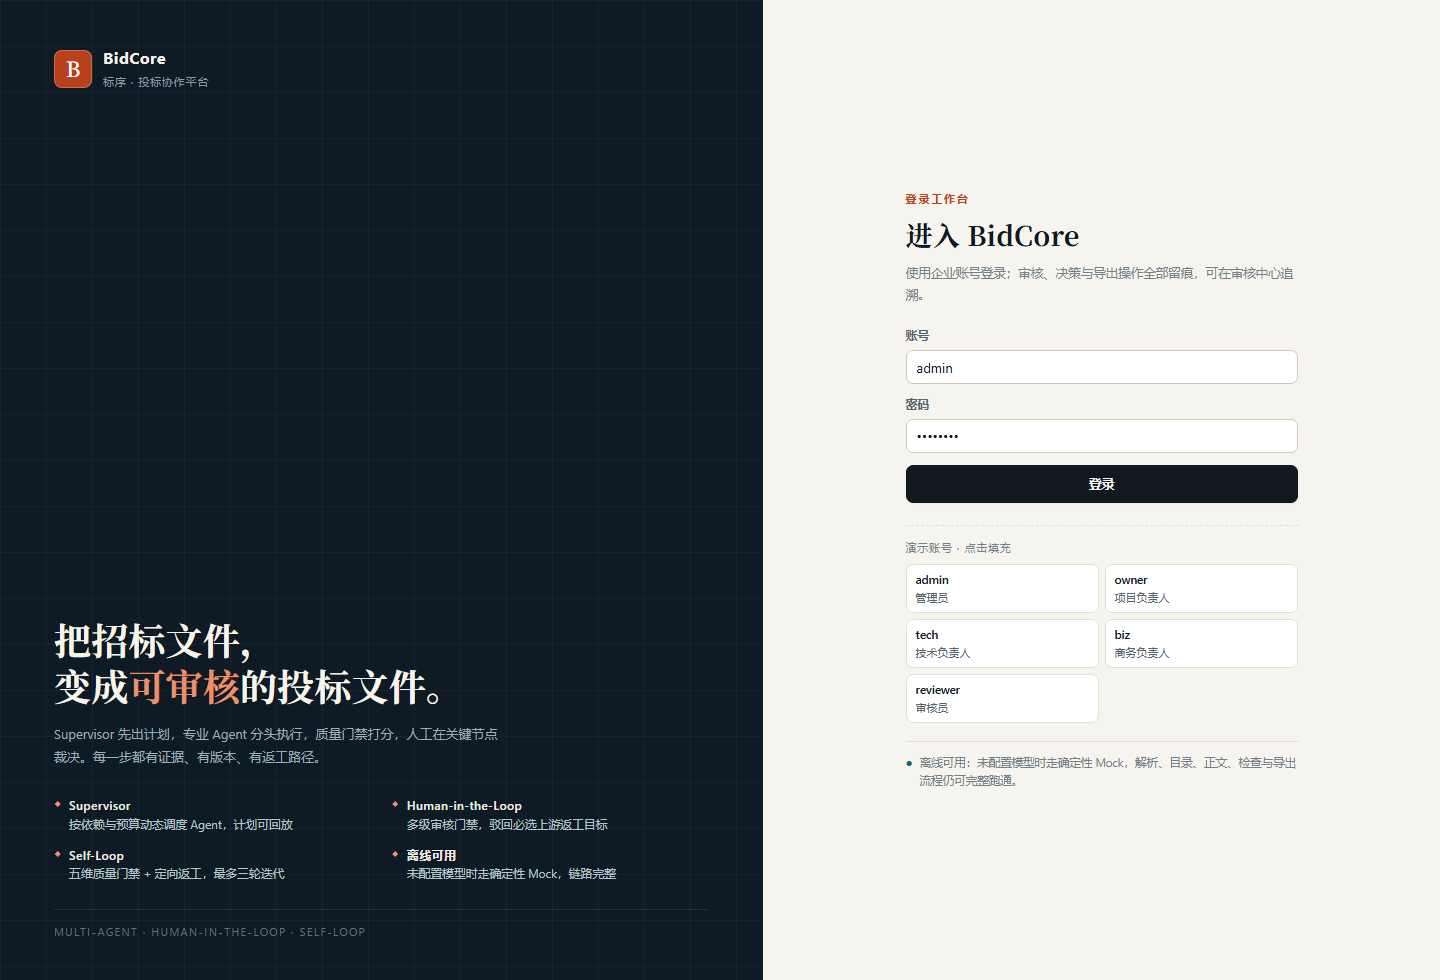 B
BidCore
标序 · 投标协作平台
把招标文件，
变成可审核的投标文件。
Supervisor 先出计划，专业 Agent 分头执行，质量门禁打分，人工在关键节点
裁决。每一步都有证据、有版本、有返工路径。
Supervisor
按依赖与预算动态调度 Agent，计划可回放
Human-in-the-Loop
多级审核门禁，驳回必选上游返工目标
Self-Loop
五维质量门禁 + 定向返工，最多三轮迭代
离线可用
未配置模型时走确定性 Mock，链路完整
MULTI-AGENT · HUMAN-IN-THE-LOOP · SELF-LOOP
登录工作台
进入 BidCore
使用企业账号登录；审核、决策与导出操作全部留痕，可在审核中心追
溯。
账号
admin
密码
••••••••
登录
演示账号 · 点击填充
admin
管理员
owner
项目负责人
tech
技术负责人
biz
商务负责人
reviewer
审核员
离线可用：未配置模型时走确定性 Mock，解析、目录、正文、检查与导出
流程仍可完整跑通。